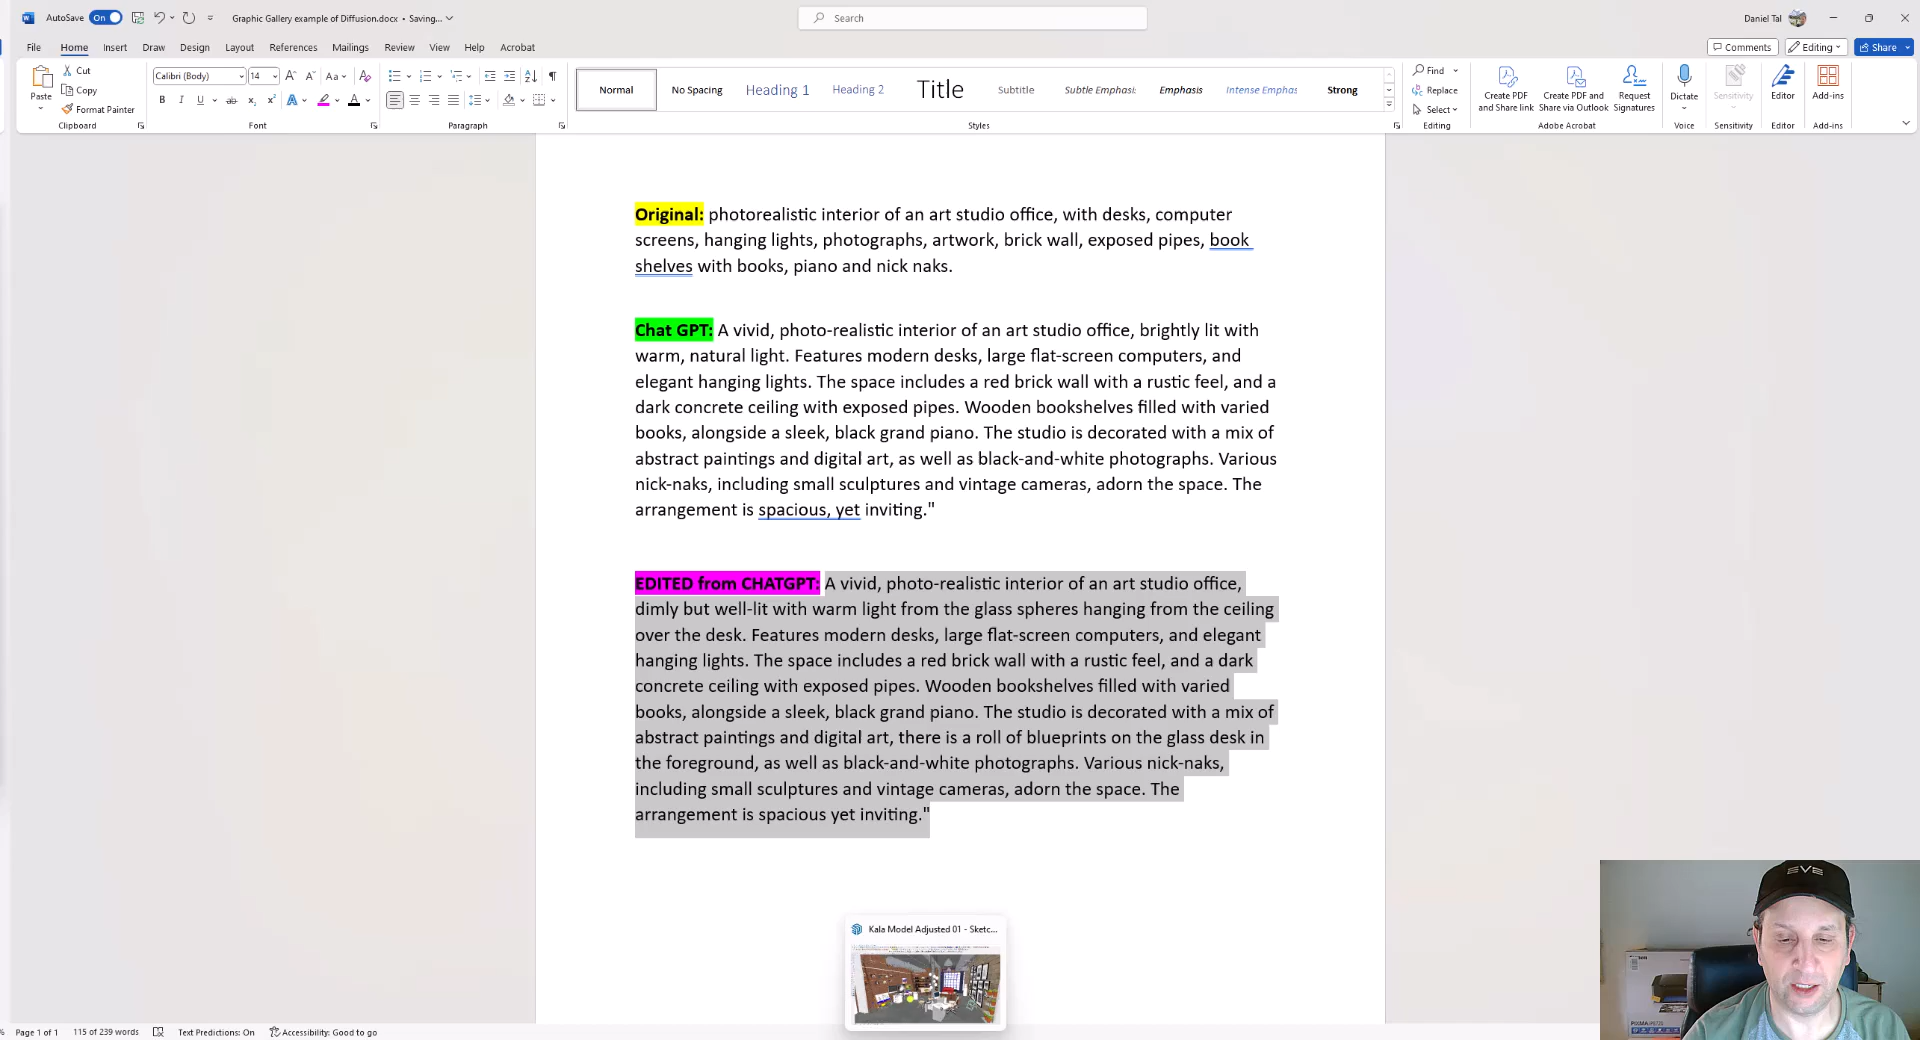 AutoSave On Graphic Gallery example of Diffusion.docx • Saving... Search Daniel Tal
File Home Insert Draw Design Layout References Mailings Review View Help Acrobat Comments Editing Share
Paste Cut Copy Format Painter
Calibri (Body) 14
Normal No Spacing Heading 1 Heading 2 Title Subtitle Subtle Emphasi: Emphasis Intense Emphas Strong
Find Replace Select
Create PDF and Share link Create PDF and Share via Outlook Request Signatures Dictate Sensitivity Editor Add-ins
Clipboard Font Paragraph Styles Editing Adobe Acrobat Voice Sensitivity Editor Add-ins
Original: photorealistic interior of an art studio office, with desks, computer
screens, hanging lights, photographs, artwork, brick wall, exposed pipes, book
shelves with books, piano and nick naks.
Chat GPT: A vivid, photo-realistic interior of an art studio office, brightly lit with
warm, natural light. Features modern desks, large flat-screen computers, and
elegant hanging lights. The space includes a red brick wall with a rustic feel, and a
dark concrete ceiling with exposed pipes. Wooden bookshelves filled with varied
books, alongside a sleek, black grand piano. The studio is decorated with a mix of
abstract paintings and digital art, as well as black-and-white photographs. Various
nick-naks, including small sculptures and vintage cameras, adorn the space. The
arrangement is spacious, yet inviting."
EDITED from CHATGPT: A vivid, photo-realistic interior of an art studio office,
dimly but well-lit with warm light from the glass spheres hanging from the ceiling
over the desk. Features modern desks, large flat-screen computers, and elegant
hanging lights. The space includes a red brick wall with a rustic feel, and a dark
concrete ceiling with exposed pipes. Wooden bookshelves filled with varied
books, alongside a sleek, black grand piano. The studio is decorated with a mix of
abstract paintings and digital art, there is a roll of blueprints on the glass desk in
the foreground, as well as black-and-white photographs. Various nick-naks,
including small sculptures and vintage cameras, adorn the space. The
arrangement is spacious yet inviting."
Kala Model Adjusted 01 - Sketc...
EVE
PIXMA
Page 1 of 1 115 of 239 words Text Predictions: On Accessibility: Good to go